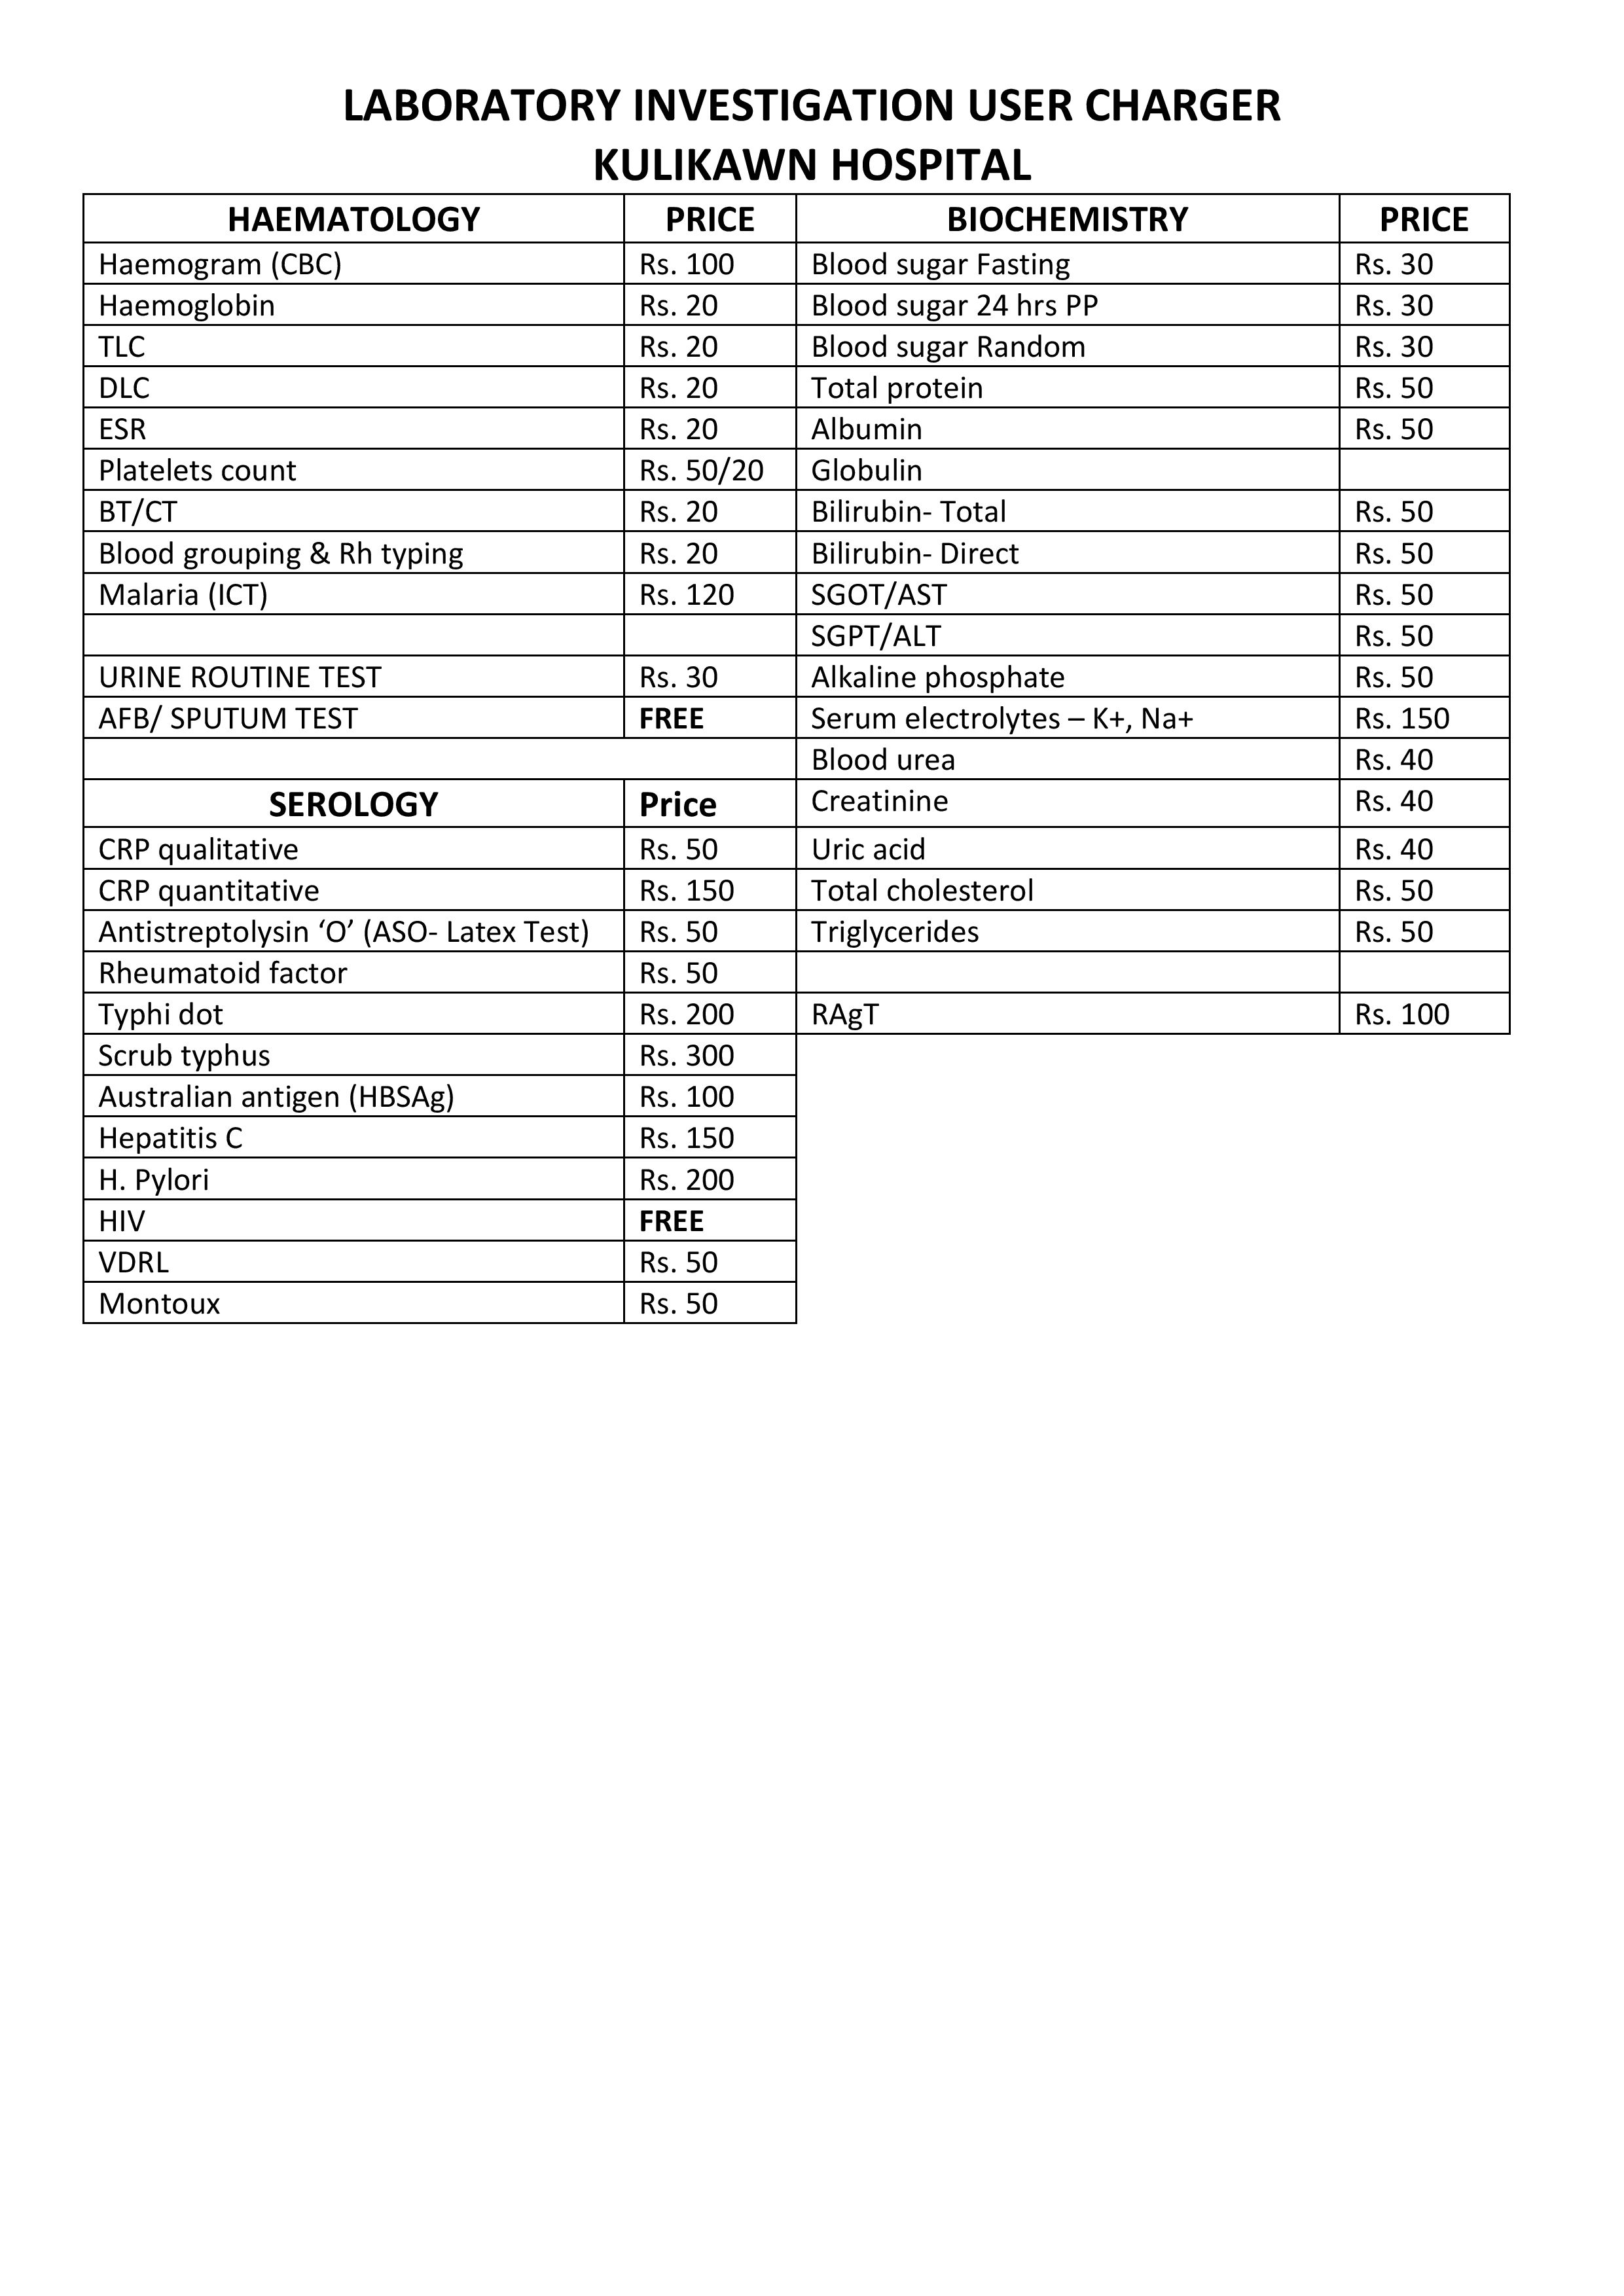 LABORATORY INVESTIGATION USER CHARGER
KULIKAWN HOSPITAL
HAEMATOLOGY PRICE BIOCHEMISTRY PRICE
Haemogram (CBC) Rs. 100 Blood sugar Fasting Rs. 30
Haemoglobin Rs. 20 Blood sugar 24 hrs PP Rs. 30
TLC Rs. 20 Blood sugar Random Rs. 30
DLC Rs. 20 Total protein Rs. 50
ESR Rs. 20 Albumin Rs. 50
Platelets count Rs. 50/20 Globulin
BT/CT Rs. 20 Bilirubin- Total Rs. 50
Blood grouping & Rh typing Rs. 20 Bilirubin- Direct Rs. 50
Malaria (ICT) Rs. 120 SGOT/AST Rs. 50
SGPT/ALT Rs. 50
URINE ROUTINE TEST Rs. 30 Alkaline phosphate Rs. 50
AFB/ SPUTUM TEST FREE Serum electrolytes – K+, Na+ Rs. 150
Blood urea Rs. 40
SEROLOGY Price Creatinine Rs. 40
CRP qualitative Rs. 50 Uric acid Rs. 40
CRP quantitative Rs. 150 Total cholesterol Rs. 50
Antistreptolysin ‘O’ (ASO- Latex Test) Rs. 50 Triglycerides Rs. 50
Rheumatoid factor Rs. 50
Typhi dot Rs. 200 RAgT Rs. 100
Scrub typhus Rs. 300
Australian antigen (HBSAg) Rs. 100
Hepatitis C Rs. 150
H. Pylori Rs. 200
HIV FREE
VDRL Rs. 50
Montoux Rs. 50